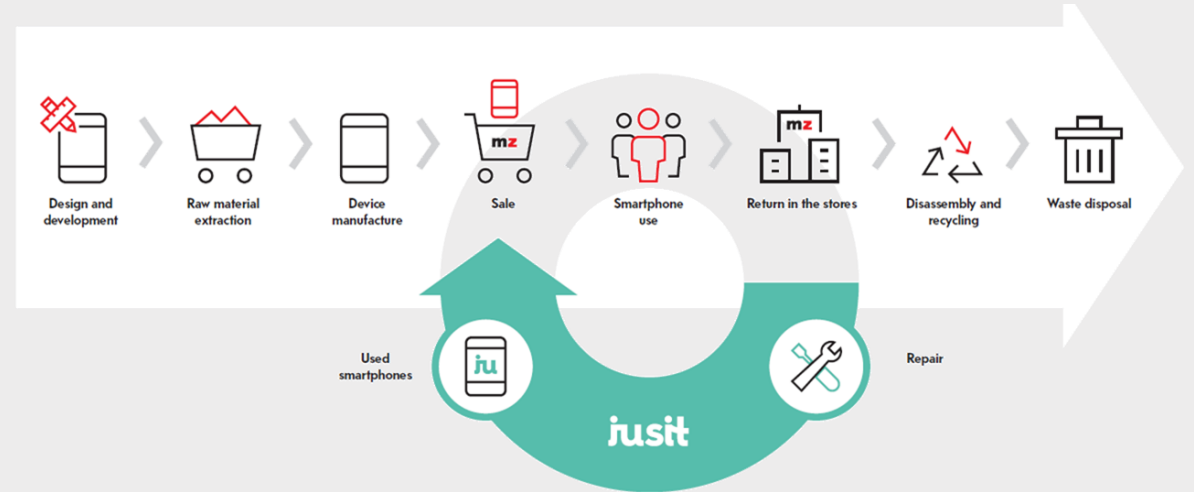 mz
mz
Design and
development
Raw material
extraction
Device
manufacture
Sale
Smartphone
use
Return in the stores
Disassembly and
recycling
Waste disposal
Used
smartphones
ju
Repair
jusit